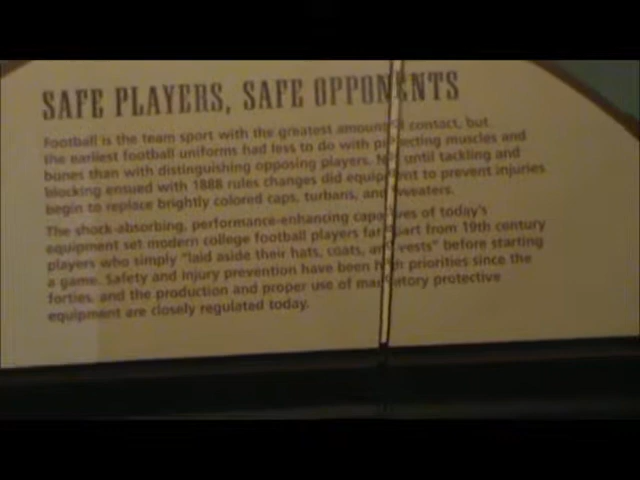 SAFE PLAYERS, SAFE OPPONENTS
Football is the team sport with the greatest amount of contact, but
the earliest football uniforms had less to do with protecting muscles and
bones than with distinguishing opposing players. Not until tackling and
blocking ensued with 1888 rules changes did equipment to prevent injuries
begin to replace brightly colored caps, turbans, and sweaters.
The shock-absorbing, performance-enhancing capacities of today's
equipment set modern college football players far apart from 19th century
players who simply "laid aside their hats, coats, and vests" before starting
a game. Safety and injury prevention have been high priorities since the
forties, and the production and proper use of mandatory protective
equipment are closely regulated today.